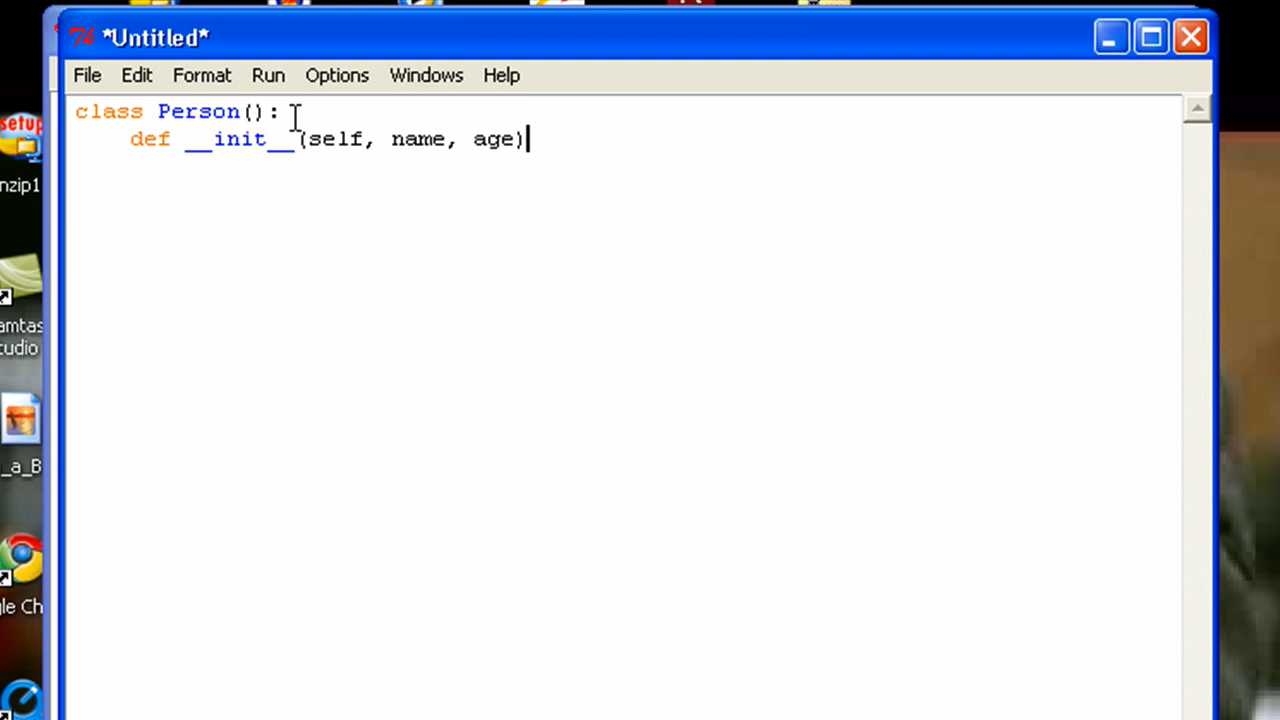 *Untitled*
File Edit Format Run Options Windows Help
class Person():
def __init__(self, name, age)
setup
nzip1
amtas
tudio
_a_B
gle Ch